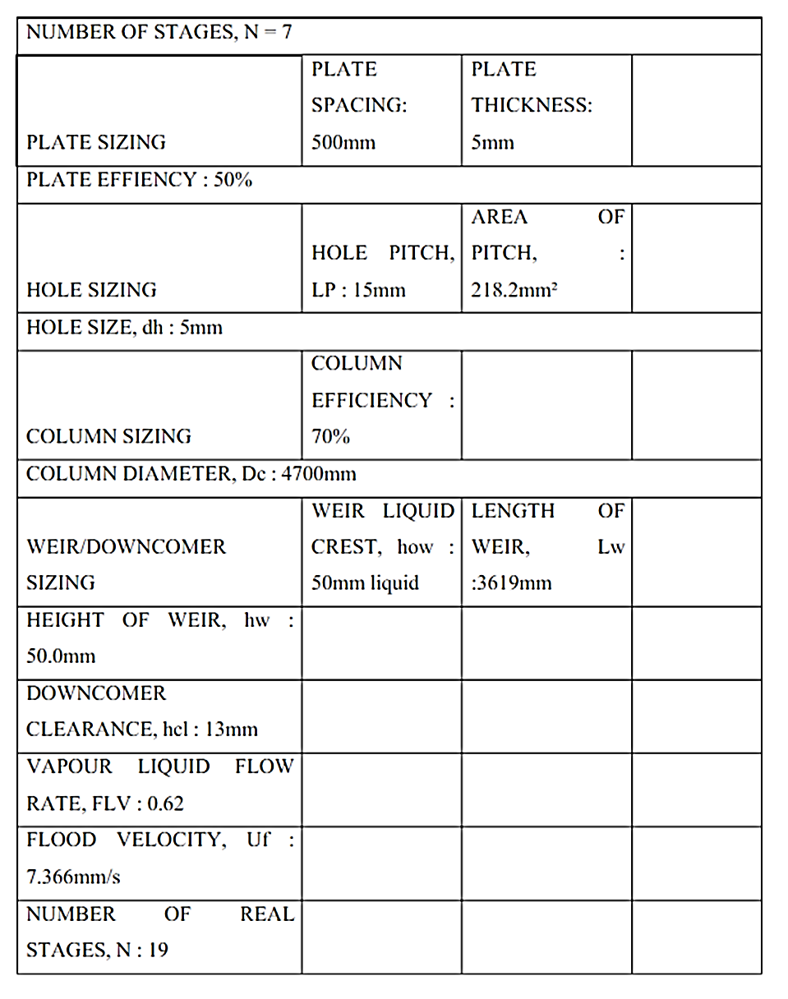 NUMBER OF STAGES, N = 7
PLATE SIZING
PLATE
SPACING:
500mm
PLATE
THICKNESS:
5mm
PLATE EFFIENCY : 50%
HOLE SIZING
HOLE PITCH,
LP : 15mm
AREA OF
PITCH, :
218.2mm²
HOLE SIZE, dh : 5mm
COLUMN SIZING
COLUMN
EFFICIENCY :
70%
COLUMN DIAMETER, Dc : 4700mm
WEIR/DOWNCOMER
SIZING
WEIR LIQUID
CREST, how :
50mm liquid
LENGTH OF
WEIR, Lw
:3619mm
HEIGHT OF WEIR, hw :
50.0mm
DOWNCOMER
CLEARANCE, hcl : 13mm
VAPOUR LIQUID FLOW
RATE, FLV : 0.62
FLOOD VELOCITY, Uf :
7.366mm/s
NUMBER OF REAL
STAGES, N : 19